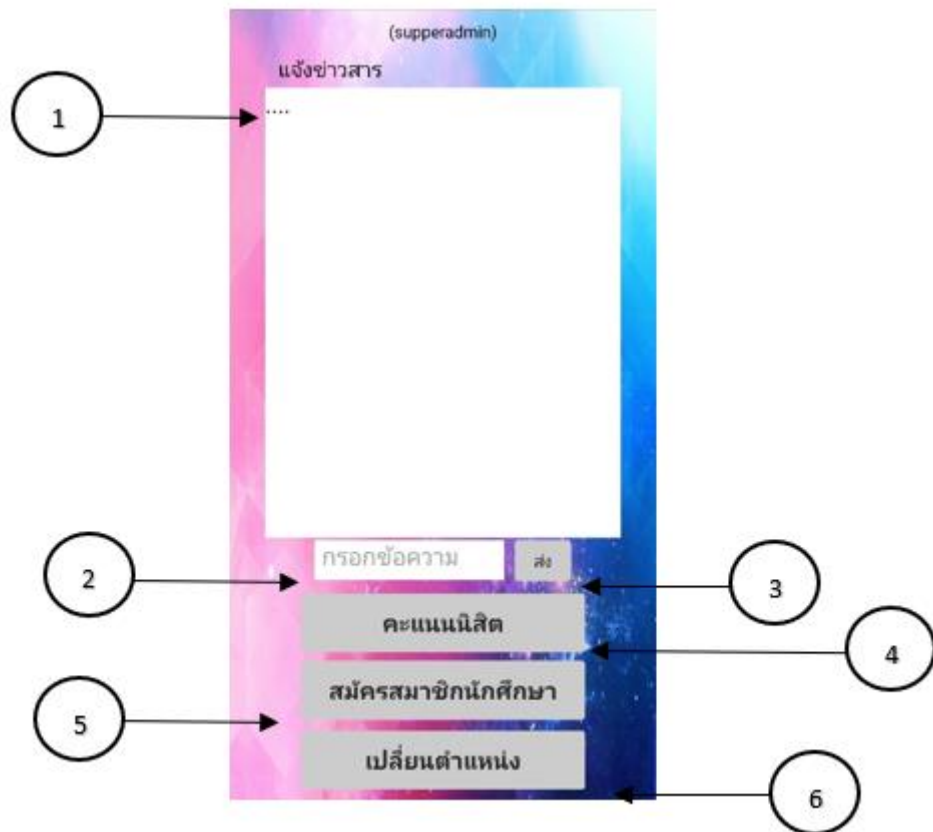 (supperadmin)
แจ้งข่าวสาร
1
....
กรอกข้อความ
ส่ง
2
3
คะแนนนิสิต
4
สมัครสมาชิกนักศึกษา
5
เปลี่ยนตำแหน่ง
6